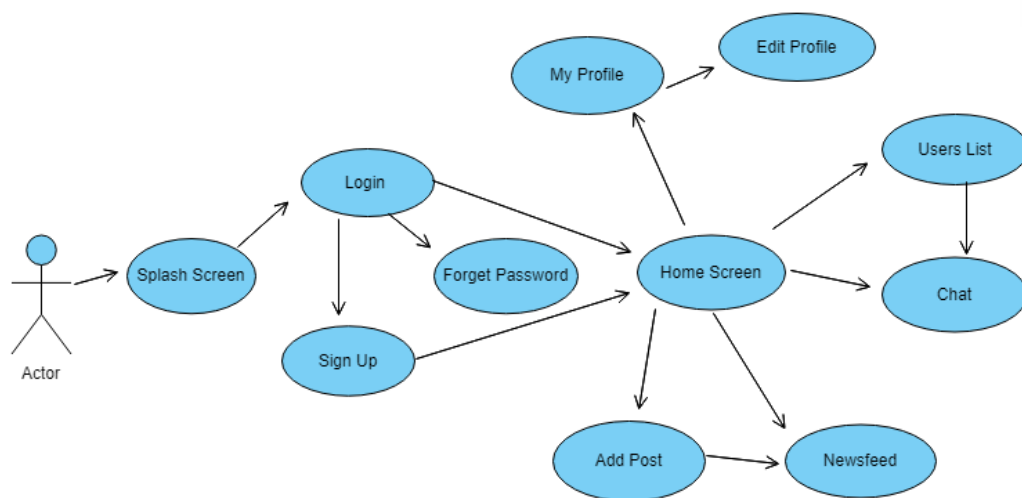 Edit Profile
My Profile
Users List
Login
Splash Screen
Forget Password
Home Screen
Chat
Sign Up
Actor
Add Post
Newsfeed